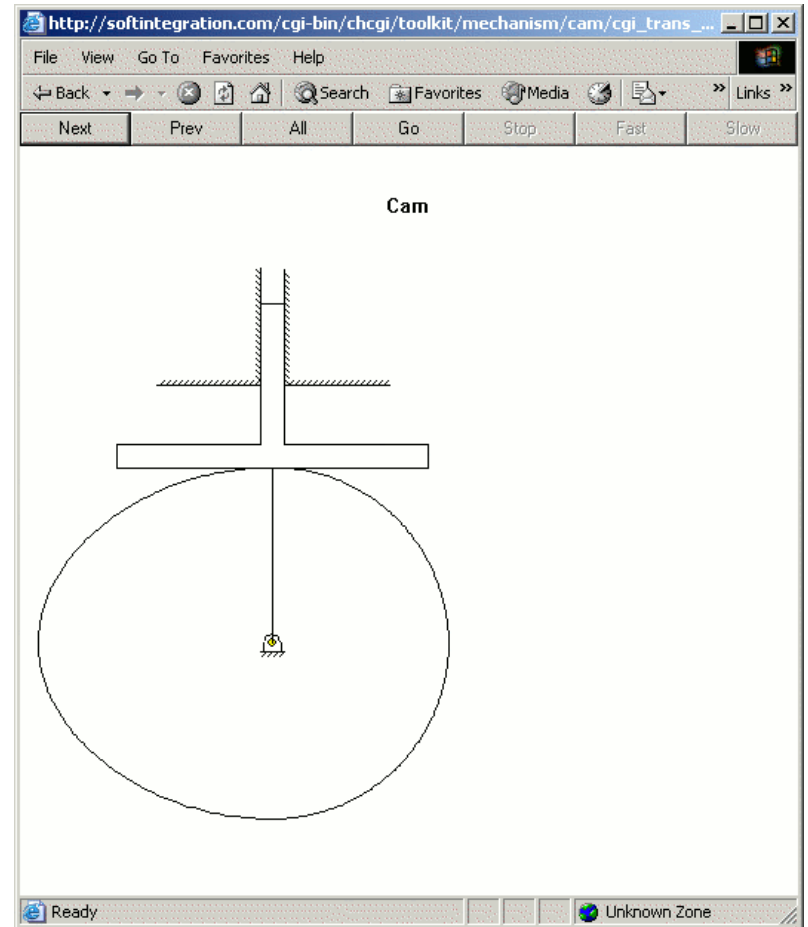 http://softintegration.com/cgi-bin/chcgi/toolkit/mechanism/cam/cgi_trans_...
File View Go To Favorites Help
Back Search Favorites Media » Links »
Next Prev All Go Stop Fast Slow
Cam
Ready Unknown Zone